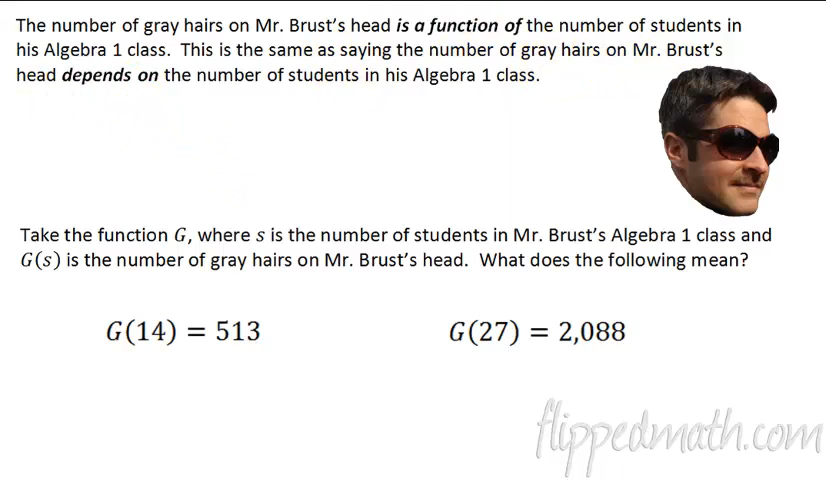 The number of gray hairs on Mr. Brust's head is a function of the number of students in
his Algebra 1 class.  This is the same as saying the number of gray hairs on Mr. Brust's
head depends on the number of students in his Algebra 1 class.
Take the function G, where s is the number of students in Mr. Brust's Algebra 1 class and
G(s) is the number of gray hairs on Mr. Brust's head.  What does the following mean?
G(14) = 513
G(27) = 2,088
flippedmath.com